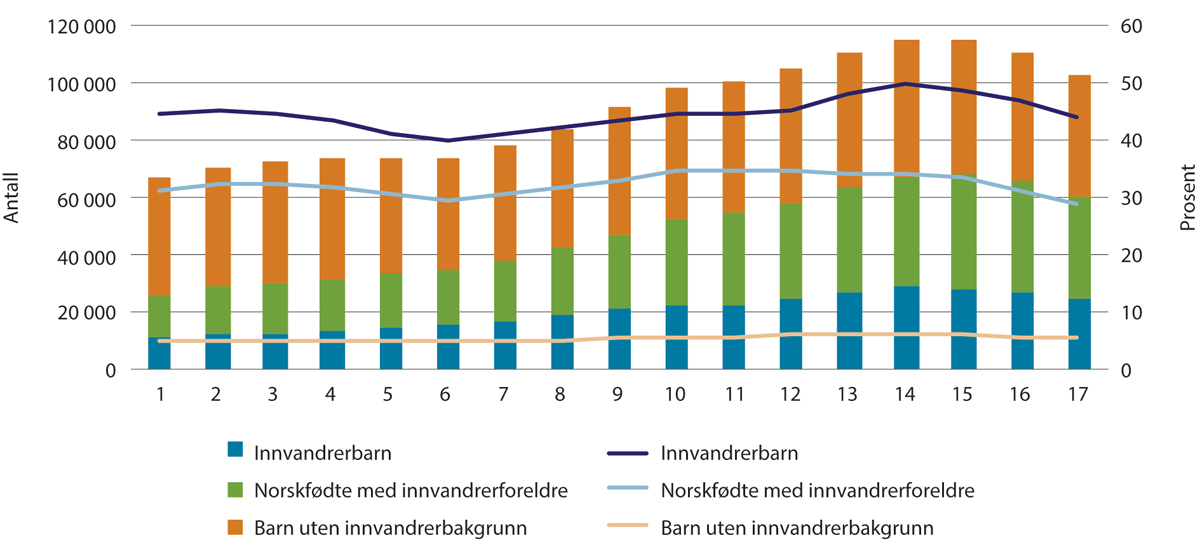 120 000 60
100 000 50
80 000 40
60 000 30
40 000 20
20 000 10
0 0
Antall
Prosent
1 2 3 4 5 6 7 8 9 10 11 12 13 14 15 16 17
Innvandrerbarn Innvandrerbarn
Norskfødte med innvandrerforeldre Norskfødte med innvandrerforeldre
Barn uten innvandrerbakgrunn Barn uten innvandrerbakgrunn